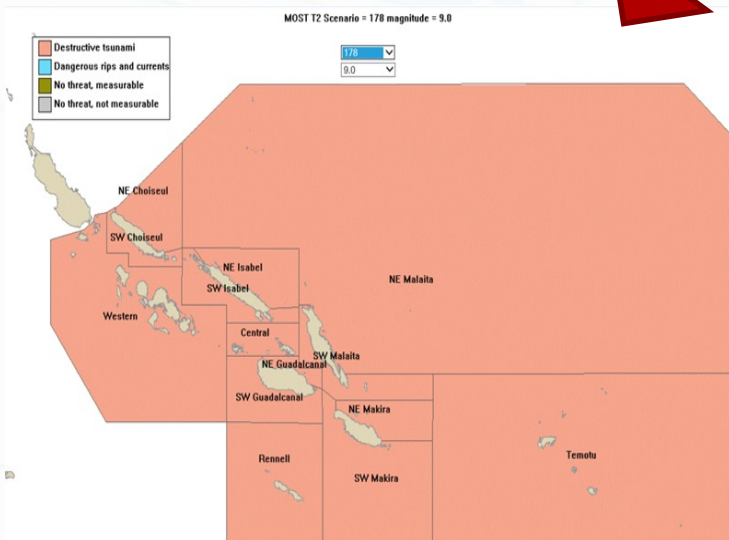 MOST T2 Scenario = 178 magnitude = 9.0
Destructive tsunami
Dangerous rips and currents
No threat, measurable
No threat, not measurable
178
9.0
NE Choiseul
SW Choiseul
NE Isabel
SW Isabel
NE Malaita
Western
Central
SW Malaita
NE Guadalcanal
SW Guadalcanal
NE Makira
Rennell
Temotu
SW Makira